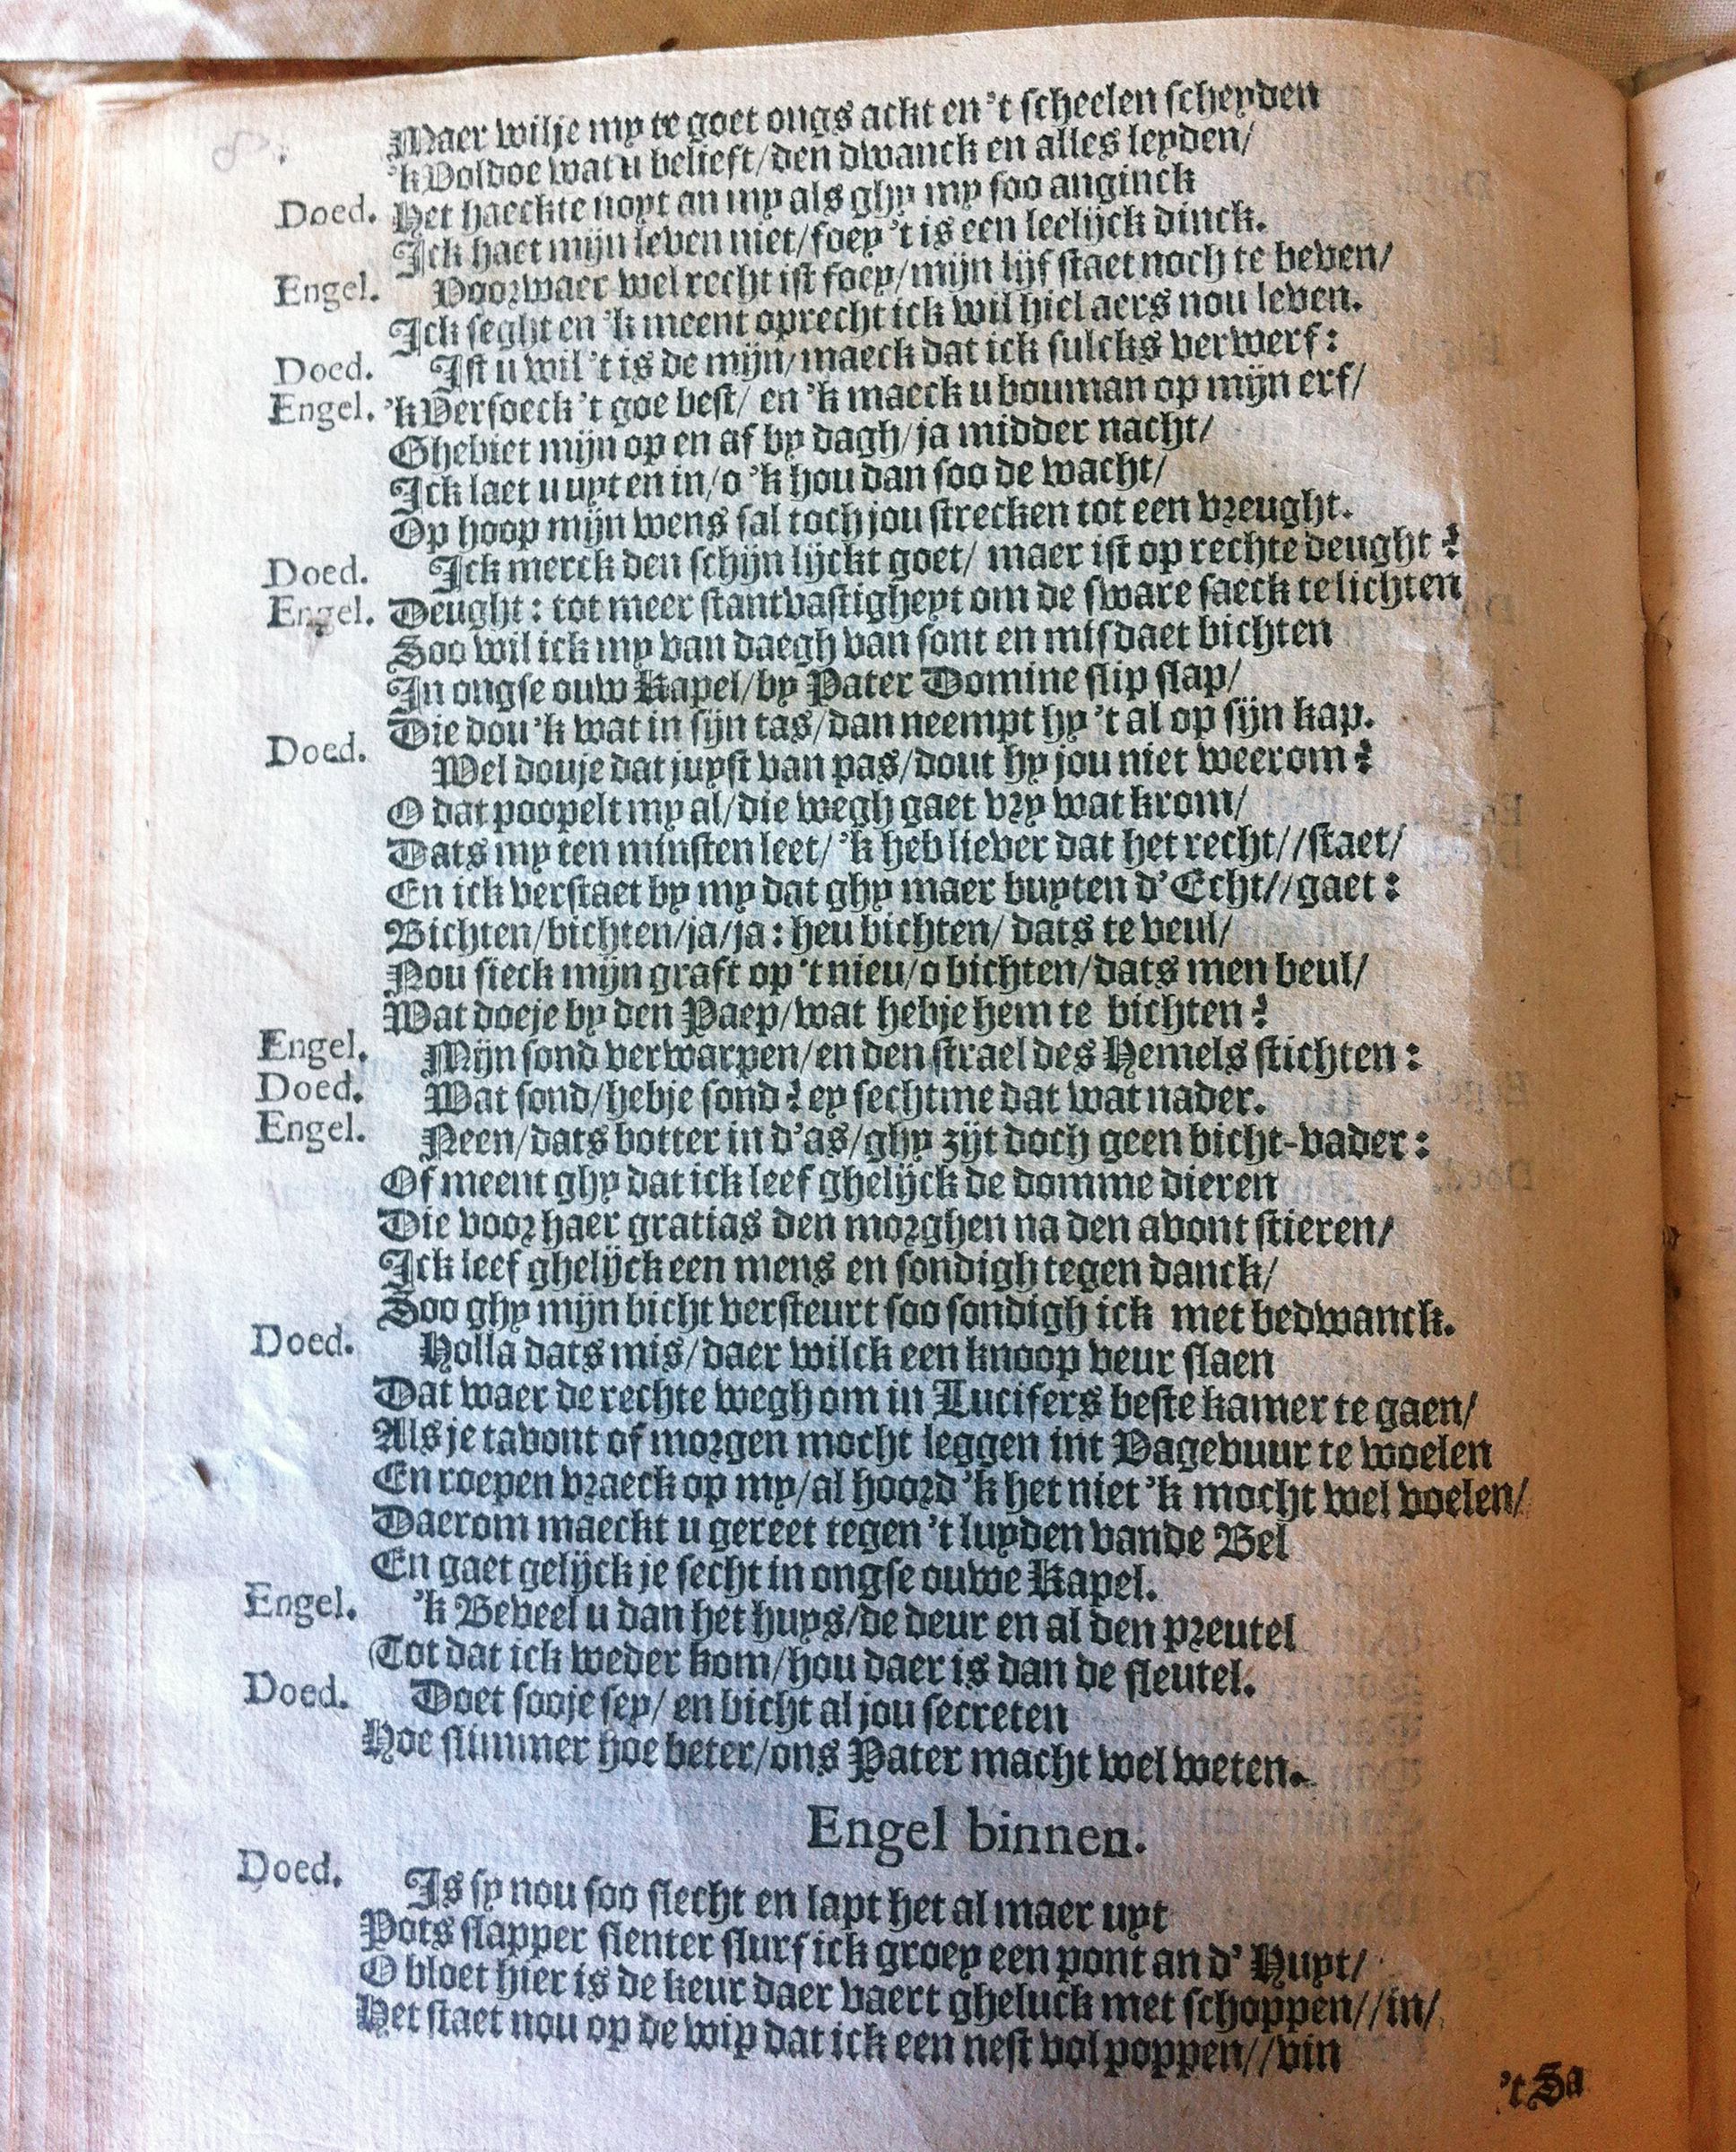 Maer wilje my te goet ongs ackt en 't scheelen scheyden
'k Voldoe wat u belieft/den dwanck en alles leyden/
Doed. Het haeckte noyt an my als ghy my soo anginck
Ick haet mijn leven niet/foey 't is een leelijck dinck.
Engel. Voorwaer wel recht ist foey/mijn lijf staet noch te beven/
Ick seght en 'k meent oprecht ick wil hiel aers nou leven.
Doed. Ist u wil 't is de mijn/maeck dat ick sulcks verwerf:
Engel. 'k Versoeck 't goe best/ en 'k maeck u bouman op mijn erf/
Ghebiet mijn op en af by dagh/ja midder nacht/
Ick laet u uyt en in/o 'k hou dan soo de wacht/
Op hoop mijn wens sal toch jou strecken tot een vreught.
Doed. Ick merck den schijn lijckt goet/ maer ist op rechte deught?
Engel. Deught: tot meer stantvastigheyt om de sware saeck te lichten
Soo wil ick my van daegh van sont en misdaet bichten
In ongse ouw Kapel/by Pater Domine slip slap/
Die dou 'k wat in sijn tas/dan neempt hy 't al op sijn kap.
Doed. Wel douje dat juyst van pas/dout hy jou niet weerom?
O dat poopelt my al/die wegh gaet vry wat krom/
Dats my ten minsten leet/ 'k heb liever dat het recht//staet/
En ick verstaet by my dat ghy maer buyten d'Echt//gaet:
Bichten/bichten/ja/ja: heu bichten/ dats te veul/
Nou sieck mijn graft op 't nieu/o bichten/dats men beul/
Wat doeje by den Paep/wat hebje hem te bichten?
Engel. Mijn sond verwarpen/en den strael des Hemels stichten:
Doed. Wat sond/hebje sond? ey sechtme dat wat nader.
Engel. Neen/dats botter in d'as/ghy zijt doch geen bicht-vader:
Of meent ghy dat ick leef ghelijck de domme dieren
Die voor haer gratias den morghen na den avont stieren/
Ick leef ghelijck een mens en sondigh tegen danck/
Soo ghy mijn bicht versteurt soo sondigh ick met bedwanck.
Doed. Holla dats mis/daer wilck een knoop veur slaen
Dat waer de rechte wegh om in Lucifers beste kamer te gaen/
Als je tavont of morgen mocht leggen int Vagevuur te woelen
En roepen vraeck op my/al hoord 'k het niet 'k mocht wel voelen/
Daerom maeckt u gereet tegen 't luyden vande Bel
En gaet gelijck je secht in ongse ouwe Kapel.
Engel. 'k Beveel u dan het huys/de deur en al den preutel
Tot dat ick weder kom/hou daer is dan de sleutel.
Doed. Doet sooje sey/ en bicht al jou secreten
Hoe slimmer hoe beter/ons Pater macht wel weten.
Engel binnen.
Doed. Is sy nou soo slecht en lapt het al maer uyt
Pots slapper slenter slurf ick groey een pont an d' Huyt/
O bloet hier is de keur daer vaert gheluck met schoppen//in/
Het staet nou op de wip dat ick een nest vol poppen//vin
't Sa